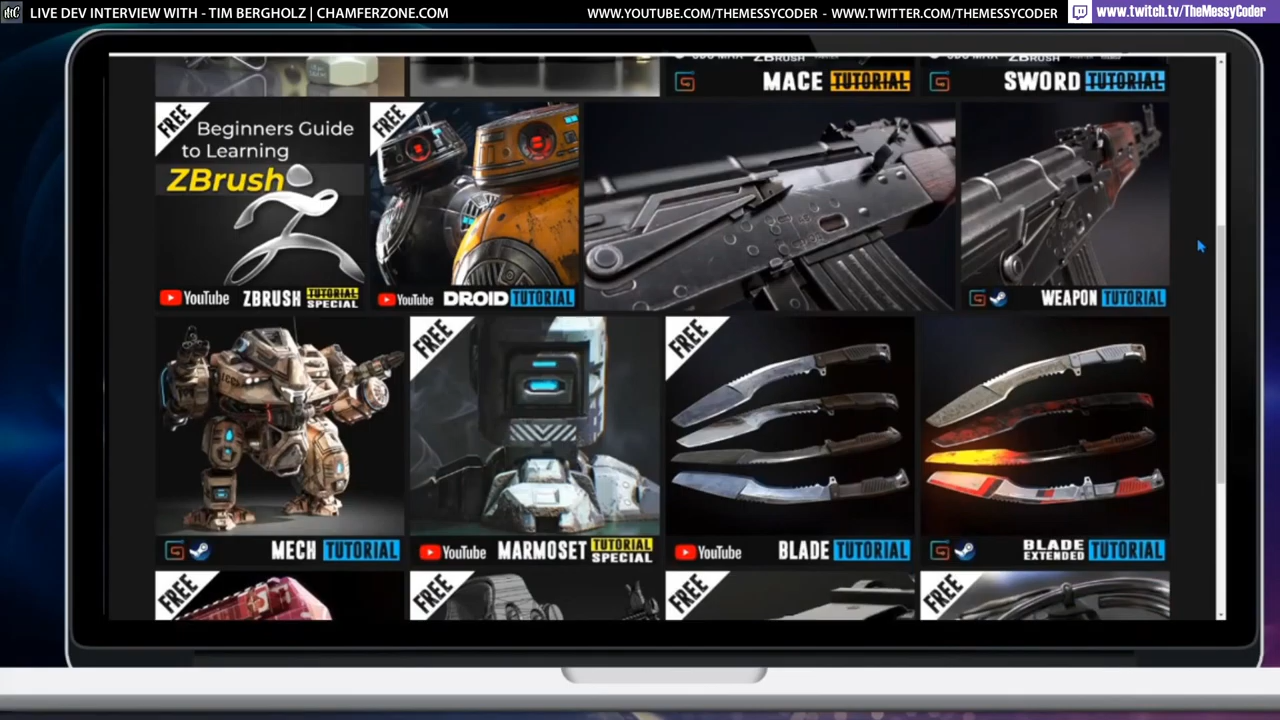 LIVE DEV INTERVIEW WITH - TIM BERGHOLZ | CHAMFERZONE.COM
WWW.YOUTUBE.COM/THEMESSYCODER - WWW.TWITTER.COM/THEMESSYCODER
www.twitch.tv/TheMessyCoder
MACE TUTORIAL
SWORD TUTORIAL
FREE
Beginners Guide
to Learning
ZBrush
YouTube ZBRUSH TUTORIAL SPECIAL
FREE
YouTube DROID TUTORIAL
WEAPON TUTORIAL
MECH TUTORIAL
FREE
YouTube MARMOSET TUTORIAL SPECIAL
FREE
YouTube BLADE TUTORIAL
BLADE EXTENDED TUTORIAL
FREE
FREE
FREE
FREE